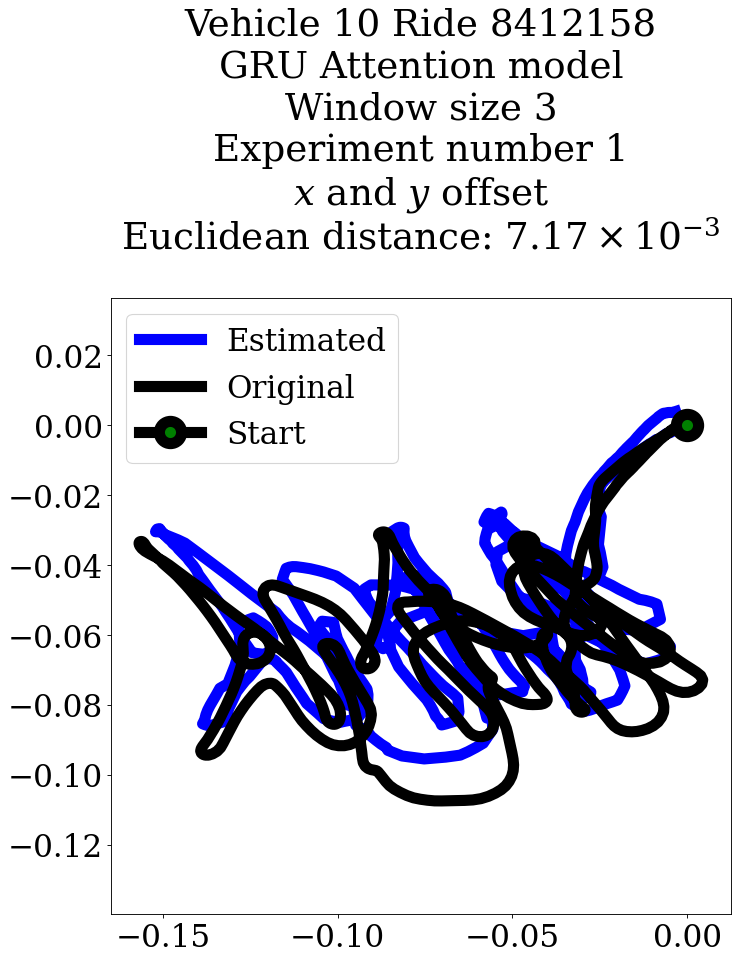 Vehicle 10 Ride 8412158
GRU Attention model
Window size 3
Experiment number 1
x and y offset
Euclidean distance: 7.17 × 10⁻³
Estimated
Original
Start
0.02
0.00
−0.02
−0.04
−0.06
−0.08
−0.10
−0.12
−0.15 −0.10 −0.05 0.00